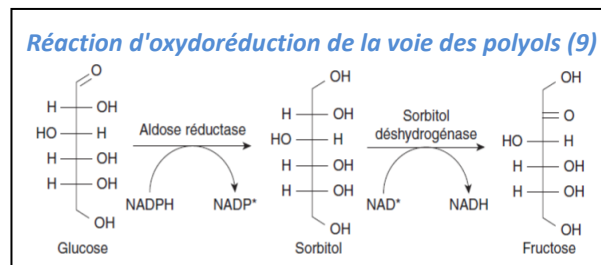 Réaction d'oxydoréduction de la voie des polyols (9)
O
H OH
HO H
H OH
H OH
OH
Glucose
Aldose réductase
NADPH NADP*
OH
H OH
HO H
H OH
H OH
OH
Sorbitol
Sorbitol
déshydrogénase
NAD* NADH
OH
O
HO H
H OH
H OH
OH
Fructose